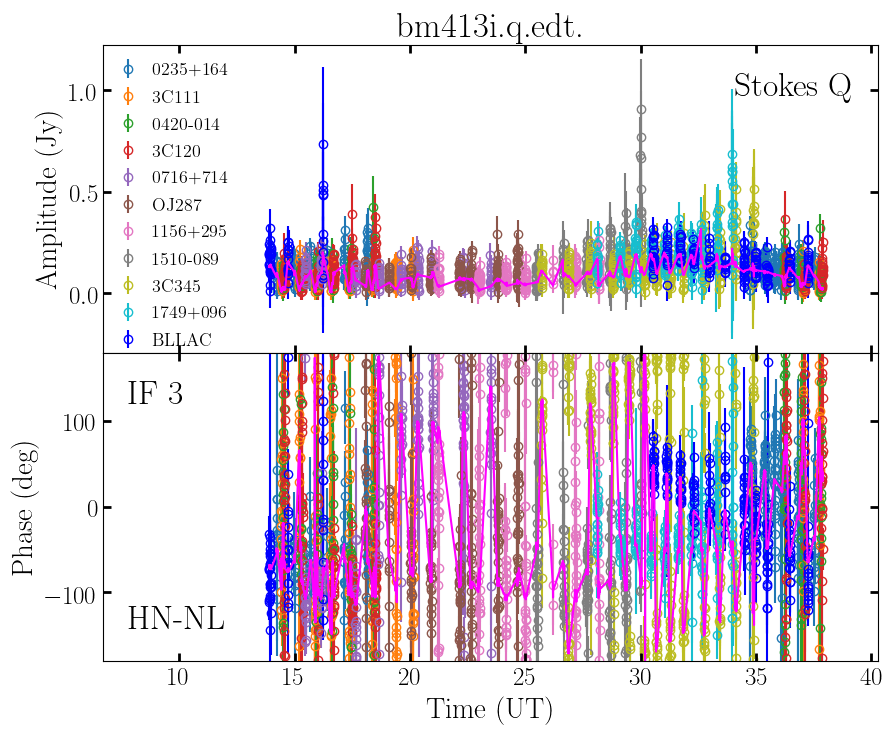 bm413i.q.edt.
Stokes Q
Amplitude (Jy)
1.0
0.5
0.0
0235+164
3C111
0420-014
3C120
0716+714
OJ287
1156+295
1510-089
3C345
1749+096
BLLAC
IF 3
HN-NL
Phase (deg)
100
0
−100
10 15 20 25 30 35 40
Time (UT)